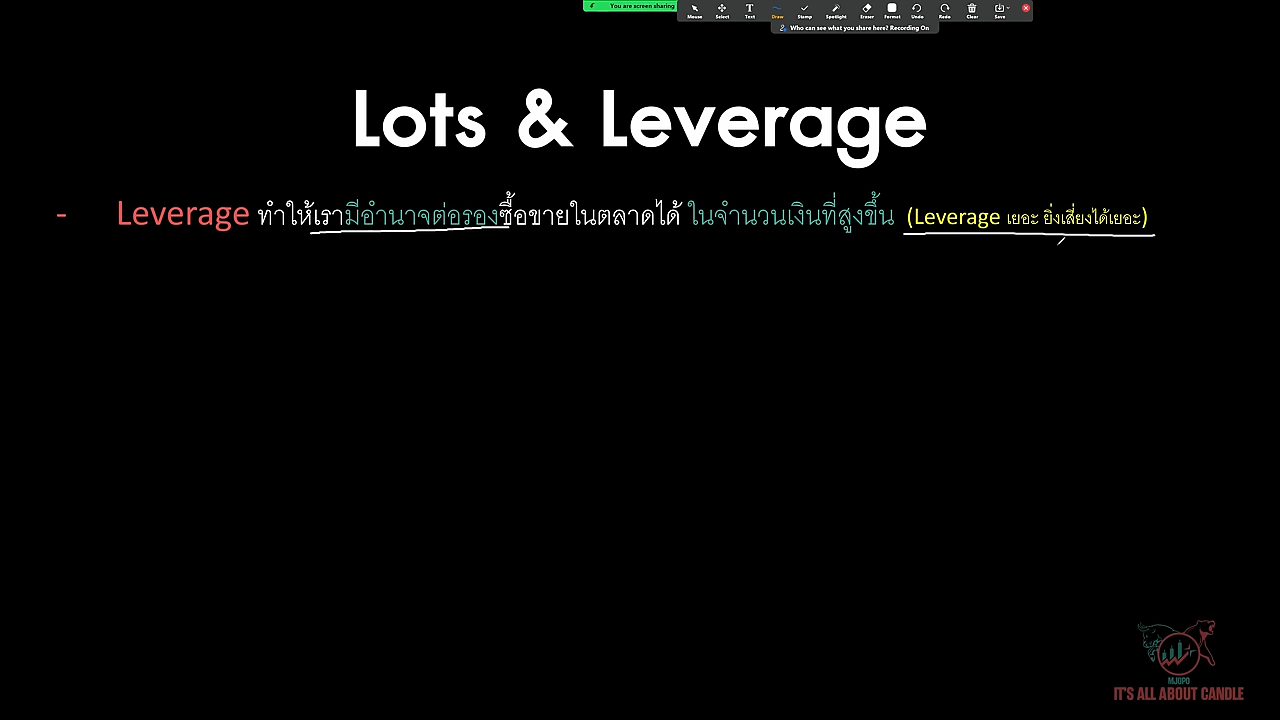 You are screen sharing
Mouse Select Text Draw Stamp Spotlight Eraser Format Undo Redo Clear Save
Who can see what you share here? Recording On
Lots & Leverage
- Leverage ทำให้เรามีอำนาจต่อรองซื้อขายในตลาดได้ ในจำนวนเงินที่สูงขึ้น (Leverage เยอะ ยิ่งเสี่ยงได้เยอะ)
MJOPO
IT'S ALL ABOUT CANDLE